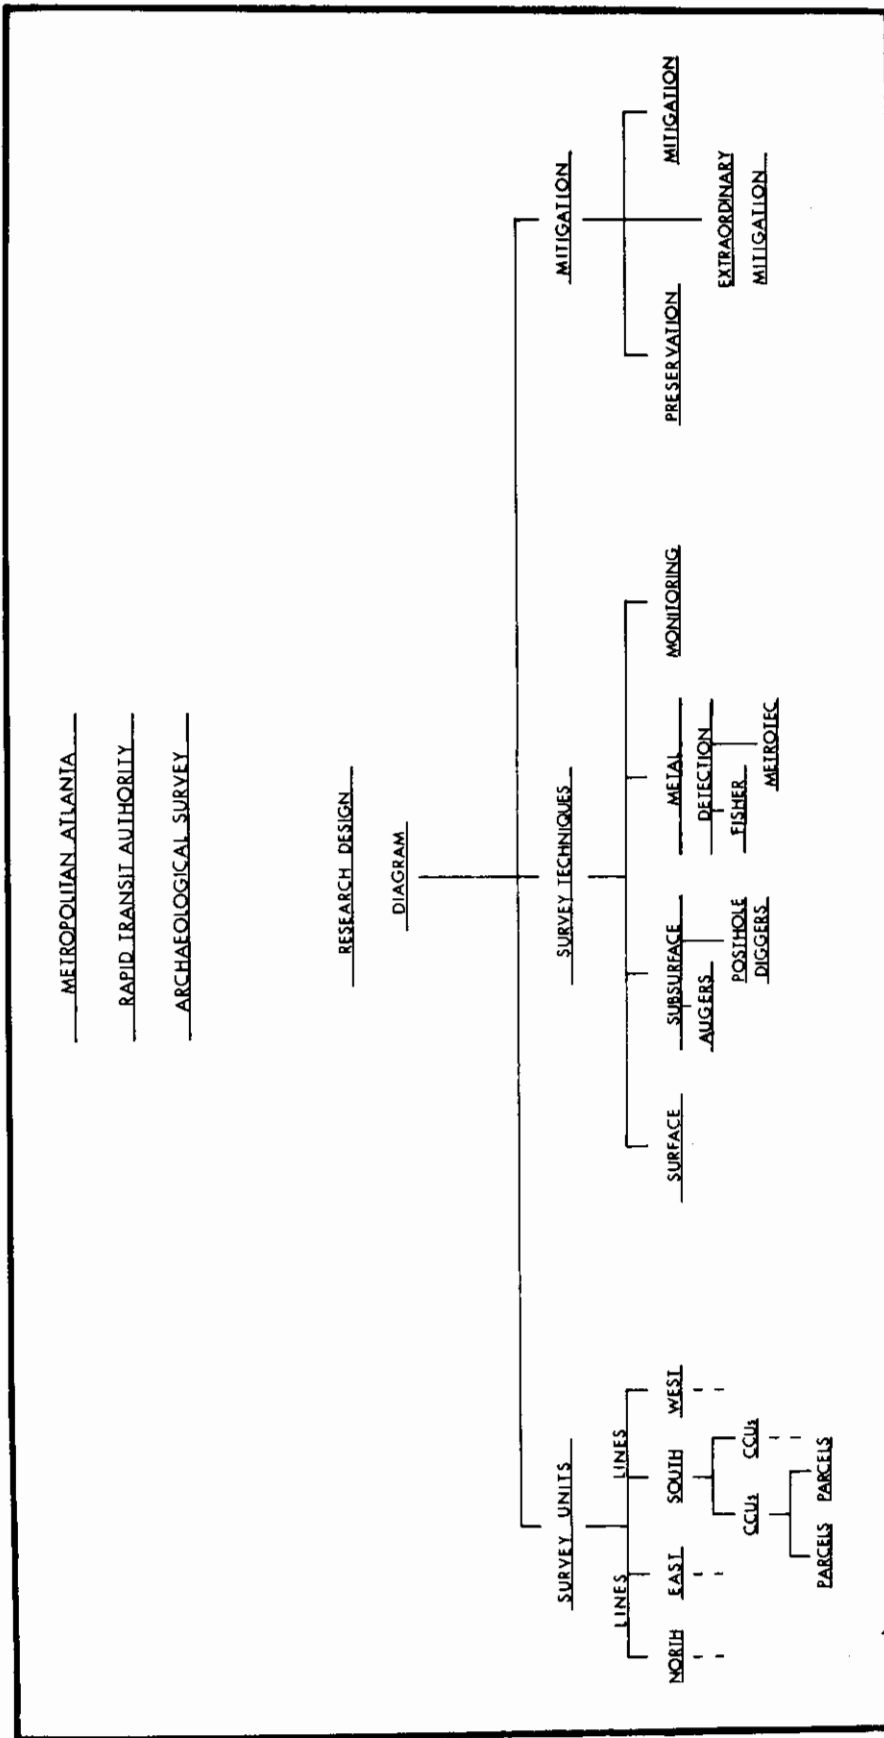 METROPOLITAN ATLANTA
RAPID TRANSIT AUTHORITY
ARCHAEOLOGICAL SURVEY
RESEARCH DESIGN
DIAGRAM
SURVEY UNITS
LINES LINES
NORTH EAST SOUTH WEST
CCUs CCUs
PARCELS PARCELS
SURVEY TECHNIQUES
SURFACE
SUBSURFACE
AUGERS
POSTHOLE
DIGGERS
METAL
DETECTION
FISHER
METROTEC
MONITORING
MITIGATION
PRESERVATION
EXTRAORDINARY
MITIGATION
MITIGATION